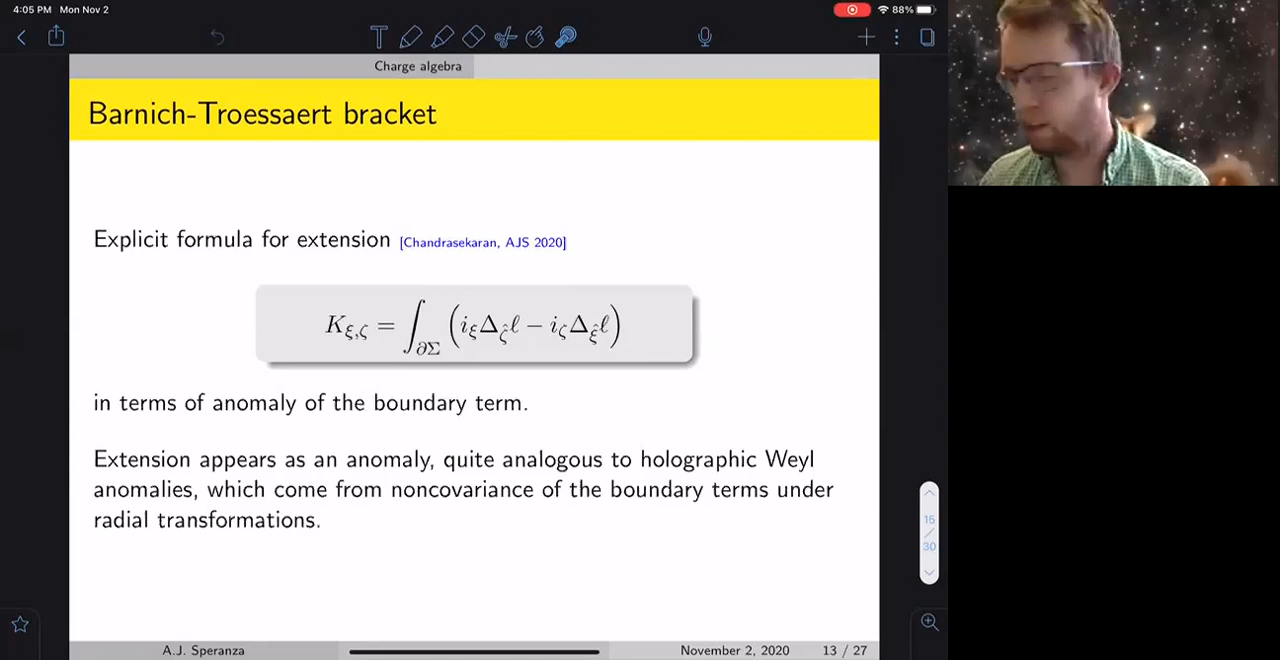 4:05 PM Mon Nov 2
88%
Charge algebra
Barnich-Troessaert bracket
Explicit formula for extension [Chandrasekaran, AJS 2020]
K_{ξ,ζ} = ∫_{∂Σ} (i_ξ Δ_{ζ̂} ℓ − i_ζ Δ_{ξ̂} ℓ)
in terms of anomaly of the boundary term.
Extension appears as an anomaly, quite analogous to holographic Weyl
anomalies, which come from noncovariance of the boundary terms under
radial transformations.
15
/
30
A.J. Speranza
November 2, 2020
13 / 27